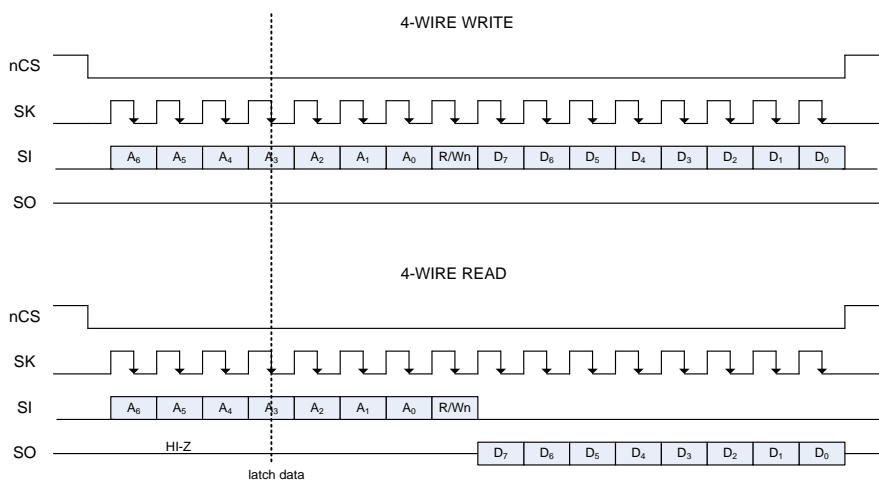 4-WIRE WRITE
nCS
SK
SI A₆ A₅ A₄ A₃ A₂ A₁ A₀ R/Wn D₇ D₆ D₅ D₄ D₃ D₂ D₁ D₀
SO
4-WIRE READ
nCS
SK
SI A₆ A₅ A₄ A₃ A₂ A₁ A₀ R/Wn
SO HI-Z D₇ D₆ D₅ D₄ D₃ D₂ D₁ D₀
latch data